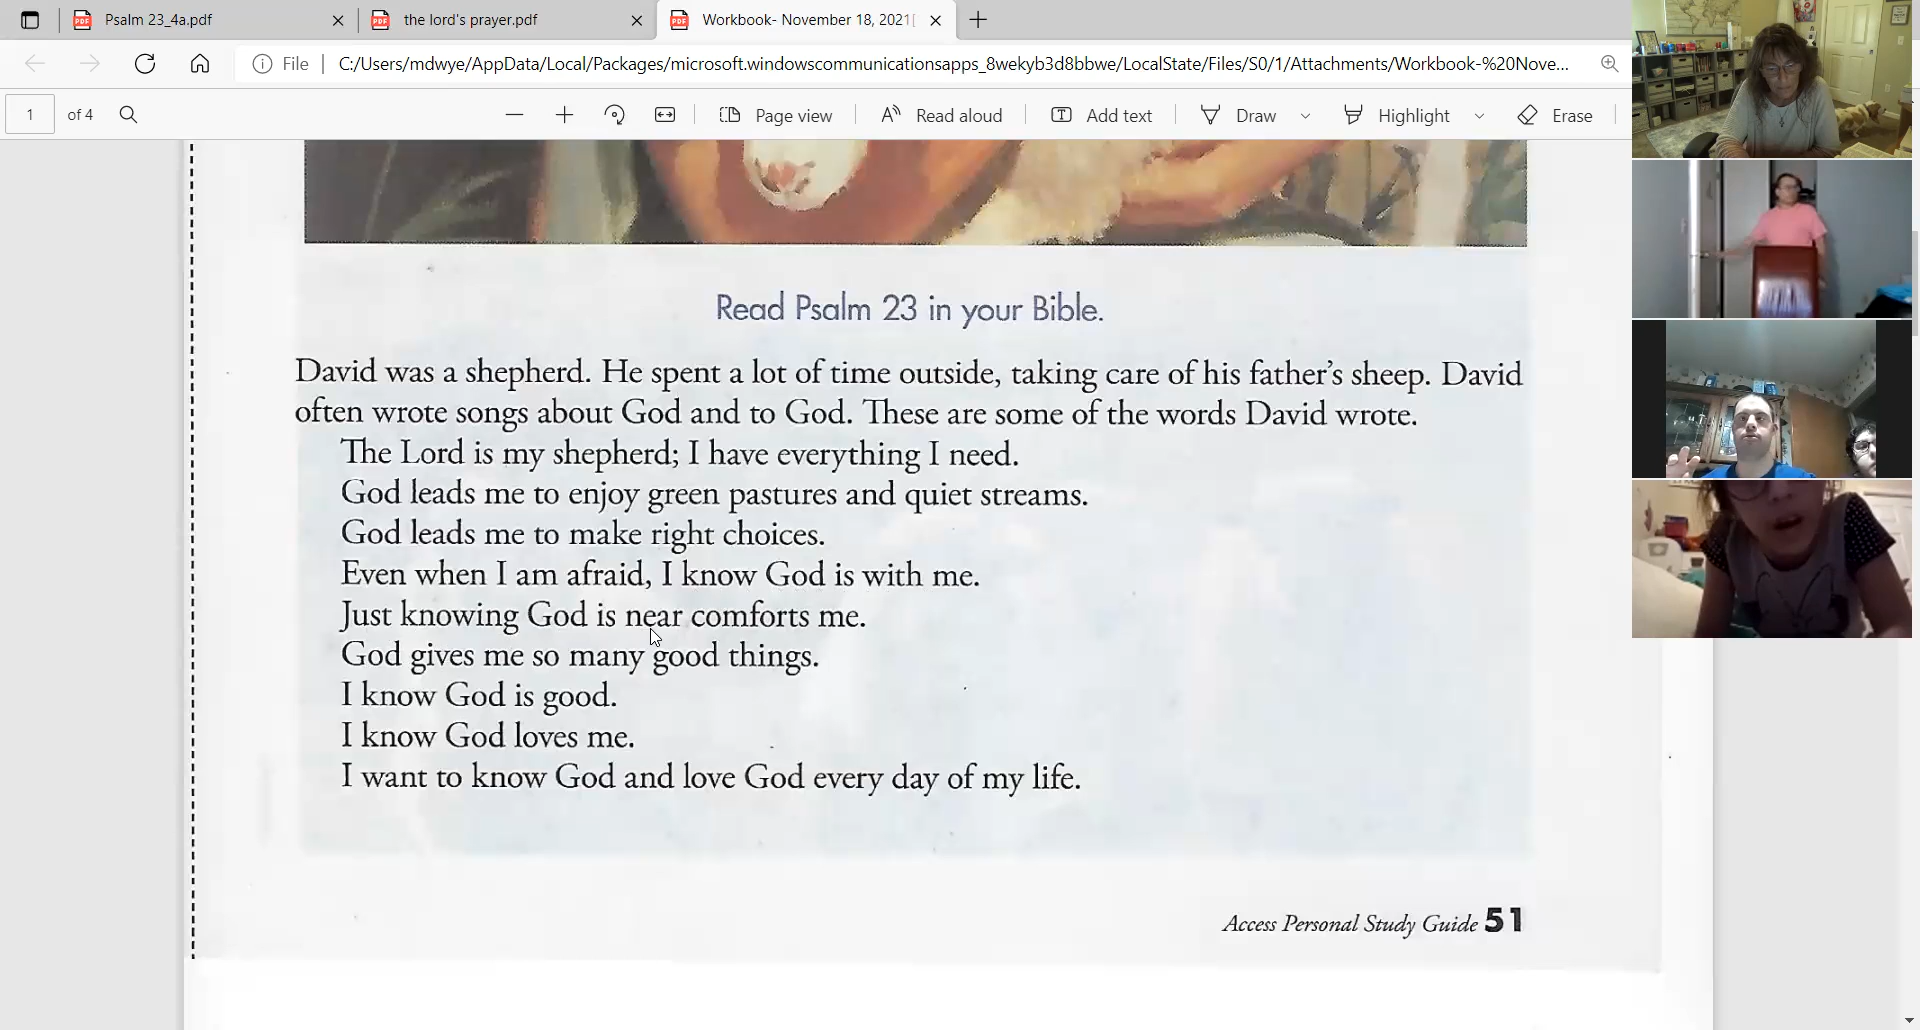 Psalm 23_4a.pdf
the lord's prayer.pdf
Workbook- November 18, 2021[
File
C:/Users/mdwye/AppData/Local/Packages/microsoft.windowscommunicationsapps_8wekyb3d8bbwe/LocalState/Files/S0/1/Attachments/Workbook-%20Nove...
1 of 4
Page view
Read aloud
Add text
Draw
Highlight
Erase
Read Psalm 23 in your Bible.
David was a shepherd. He spent a lot of time outside, taking care of his father's sheep. David
often wrote songs about God and to God. These are some of the words David wrote.
The Lord is my shepherd; I have everything I need.
God leads me to enjoy green pastures and quiet streams.
God leads me to make right choices.
Even when I am afraid, I know God is with me.
Just knowing God is near comforts me.
God gives me so many good things.
I know God is good.
I know God loves me.
I want to know God and love God every day of my life.
Access Personal Study Guide 51